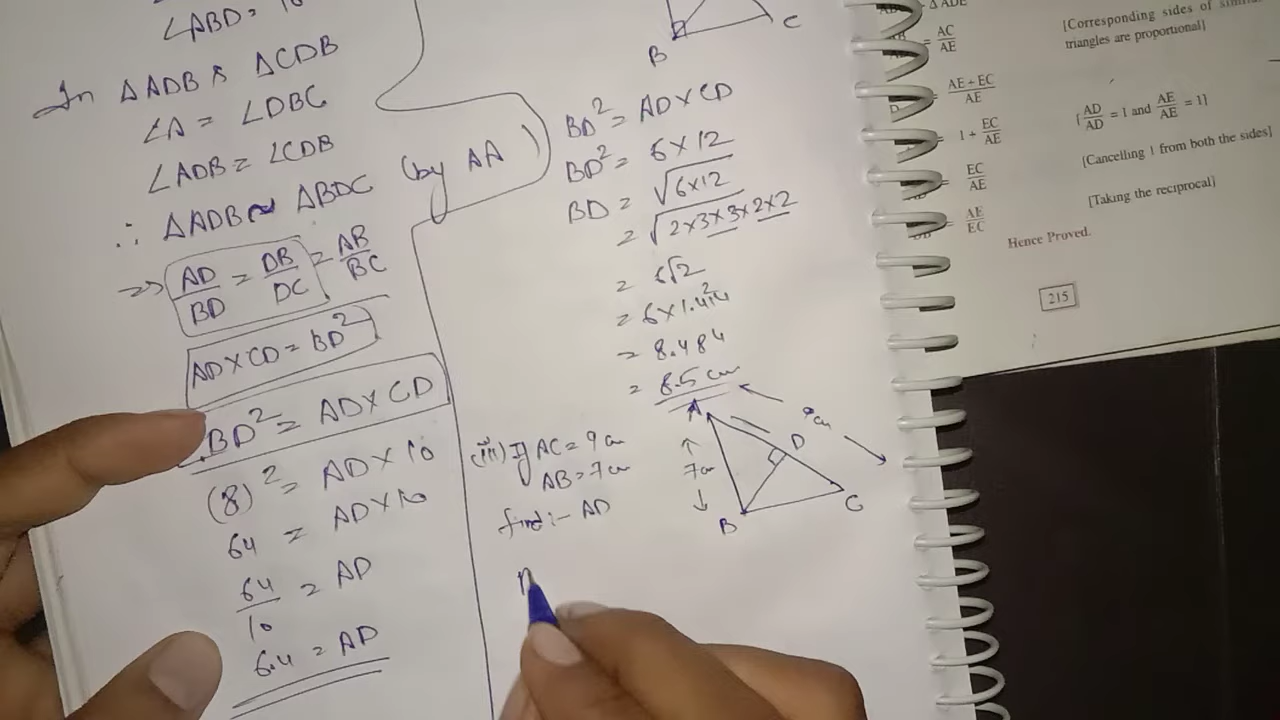 ∠ABD = 
In △ADB & △CDB
∠A = ∠DBC
∠ADB = ∠CDB
∴ △ADB ~ △BDC (by AA)
=> AD/BD = DB/DC = AB/BC
AD×CD = BD²
BD² = AD×CD
(8)² = AD×10
64 = AD×10
64/10 = AD
6.4 = AD
B C
BD² = AD×CD
BD² = 6×12
BD = √6×12
= √2×3×3×2×2
= 6√2
= 6×1.414
= 8.484
= 8.5 cm
(iii) If AC = 9 cm
AB = 7 cm
find:- AD
A
9 cm
D
7 cm
B C
△ADE
[Corresponding sides of
triangles are proportional]
= AC/AE
AE + EC/AE
[AD/AD = 1 and AE/AE = 1]
1 + EC/AE
[Cancelling 1 from both the sides]
EC/AE
[Taking the reciprocal]
AE/EC
Hence Proved.
215